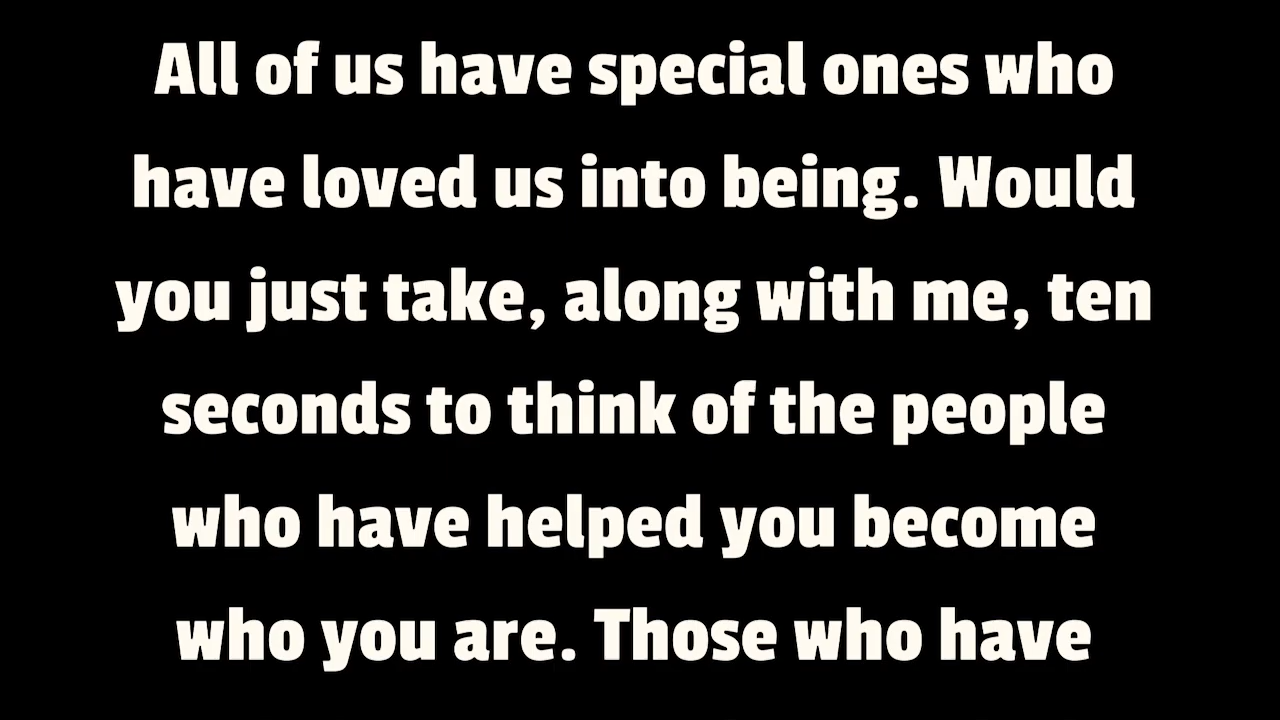 All of us have special ones who
have loved us into being. Would
you just take, along with me, ten
seconds to think of the people
who have helped you become
who you are. Those who have